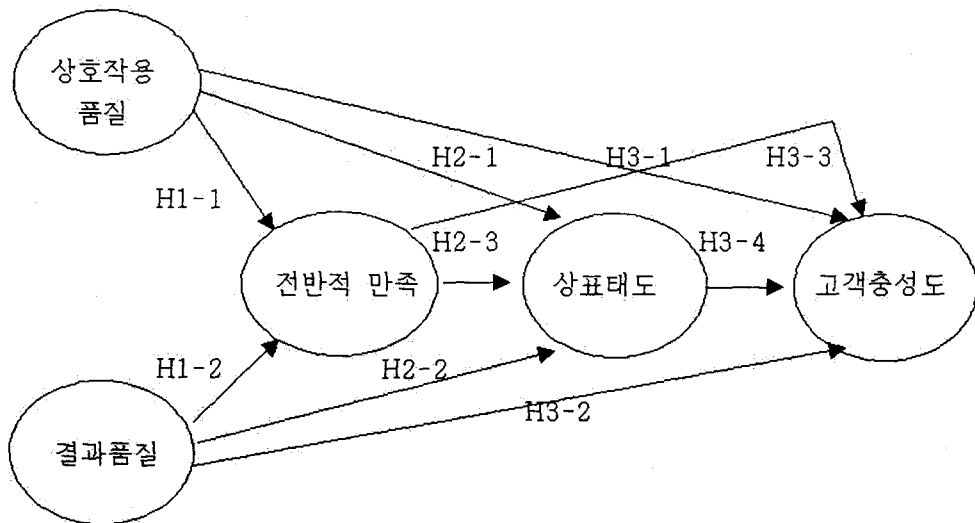 상호작용
품질
H2-1
H3-1
H3-3
H1-1
H2-3
H3-4
전반적 만족
상표태도
고객충성도
H1-2
H2-2
H3-2
결과품질